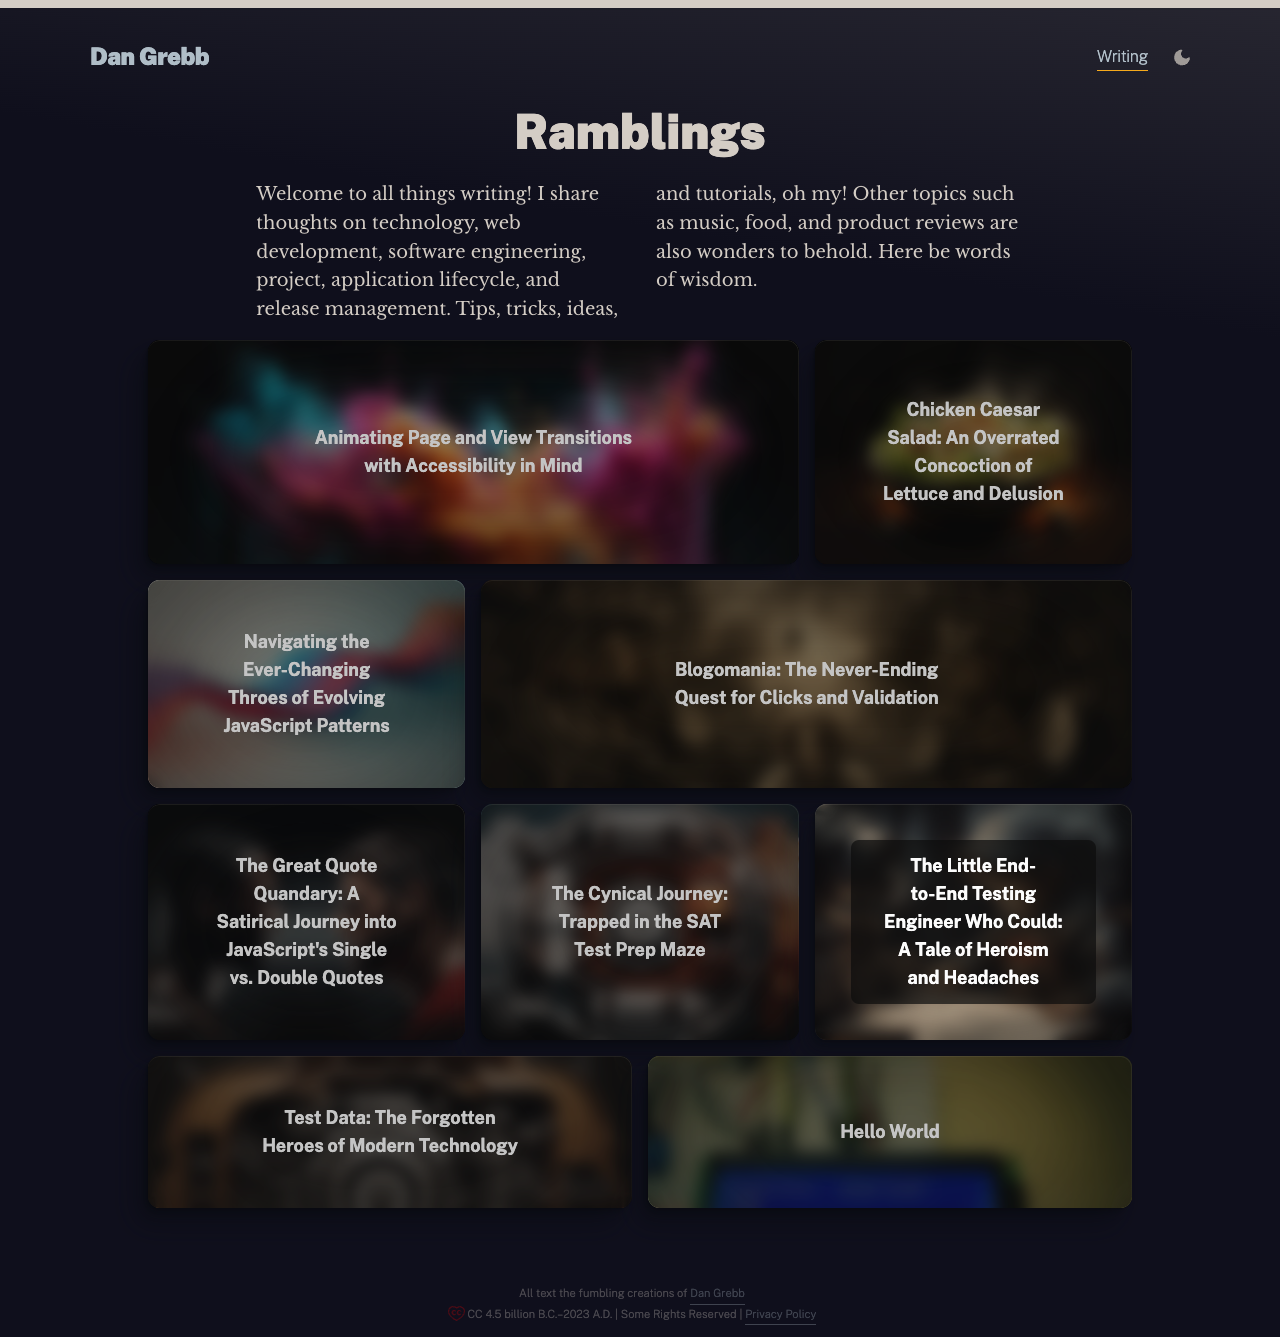 Dan Grebb
Writing
Ramblings
Welcome to all things writing! I share
thoughts on technology, web
development, software engineering,
project, application lifecycle, and
release management. Tips, tricks, ideas,
and tutorials, oh my! Other topics such
as music, food, and product reviews are
also wonders to behold. Here be words
of wisdom.
Animating Page and View Transitions
with Accessibility in Mind
Chicken Caesar
Salad: An Overrated
Concoction of
Lettuce and Delusion
Navigating the
Ever-Changing
Throes of Evolving
JavaScript Patterns
Blogomania: The Never-Ending
Quest for Clicks and Validation
The Great Quote
Quandary: A
Satirical Journey into
JavaScript's Single
vs. Double Quotes
The Cynical Journey:
Trapped in the SAT
Test Prep Maze
The Little End-
to-End Testing
Engineer Who Could:
A Tale of Heroism
and Headaches
Test Data: The Forgotten
Heroes of Modern Technology
Hello World
All text the fumbling creations of Dan Grebb
CC 4.5 billion B.C.–2023 A.D. | Some Rights Reserved | Privacy Policy